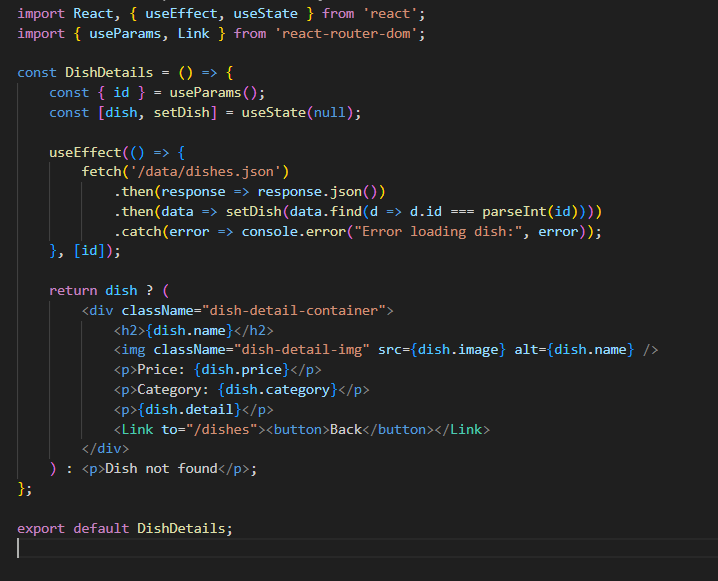 import React, { useEffect, useState } from 'react';
import { useParams, Link } from 'react-router-dom';

const DishDetails = () => {
    const { id } = useParams();
    const [dish, setDish] = useState(null);

    useEffect(() => {
        fetch('/data/dishes.json')
            .then(response => response.json())
            .then(data => setDish(data.find(d => d.id === parseInt(id))))
            .catch(error => console.error("Error loading dish:", error));
    }, [id]);

    return dish ? (
        <div className="dish-detail-container">
            <h2>{dish.name}</h2>
            <img className="dish-detail-img" src={dish.image} alt={dish.name} />
            <p>Price: {dish.price}</p>
            <p>Category: {dish.category}</p>
            <p>{dish.detail}</p>
            <Link to="/dishes"><button>Back</button></Link>
        </div>
    ) : <p>Dish not found</p>;
};

export default DishDetails;